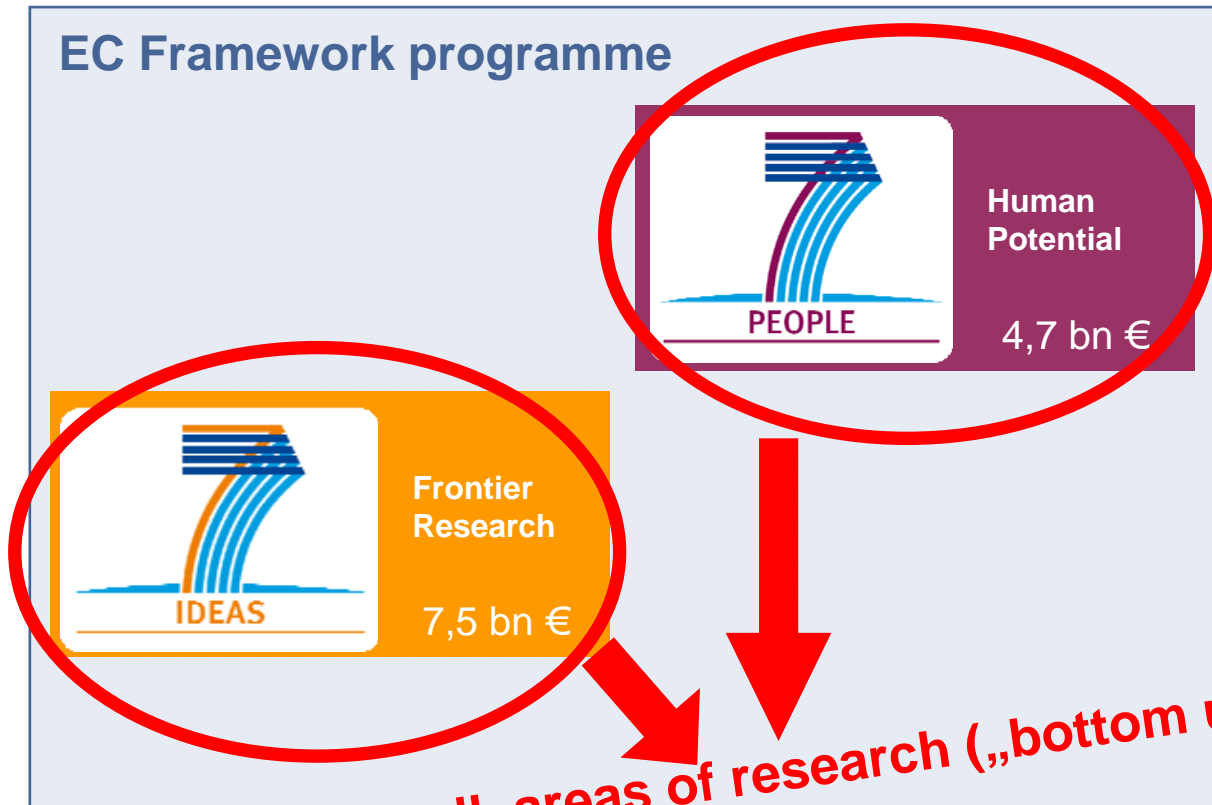 EC Framework programme
Human
Potential
PEOPLE
4,7 bn €
Frontier
Research
IDEAS
7,5 bn €
areas of research („bottom